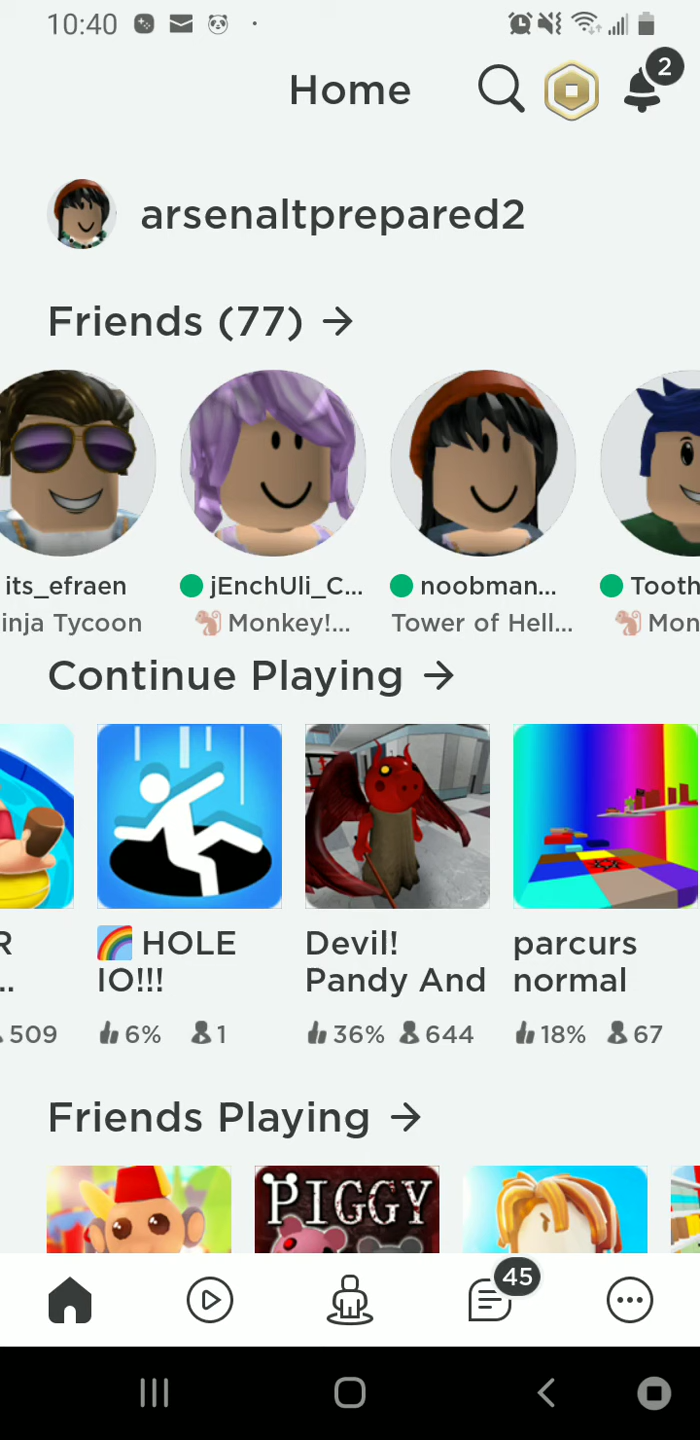 10:40
Home
2
arsenaltprepared2
Friends (77) →
its_efraen
jEnchUli_C...
noobman...
Tooth
inja Tycoon
Monkey!...
Tower of Hell...
Mon
Continue Playing →
R
..
509
🌈 HOLE
IO!!!
6% 1
Devil!
Pandy And
36% 644
parcurs
normal
18% 67
Friends Playing →
PIGGY
45